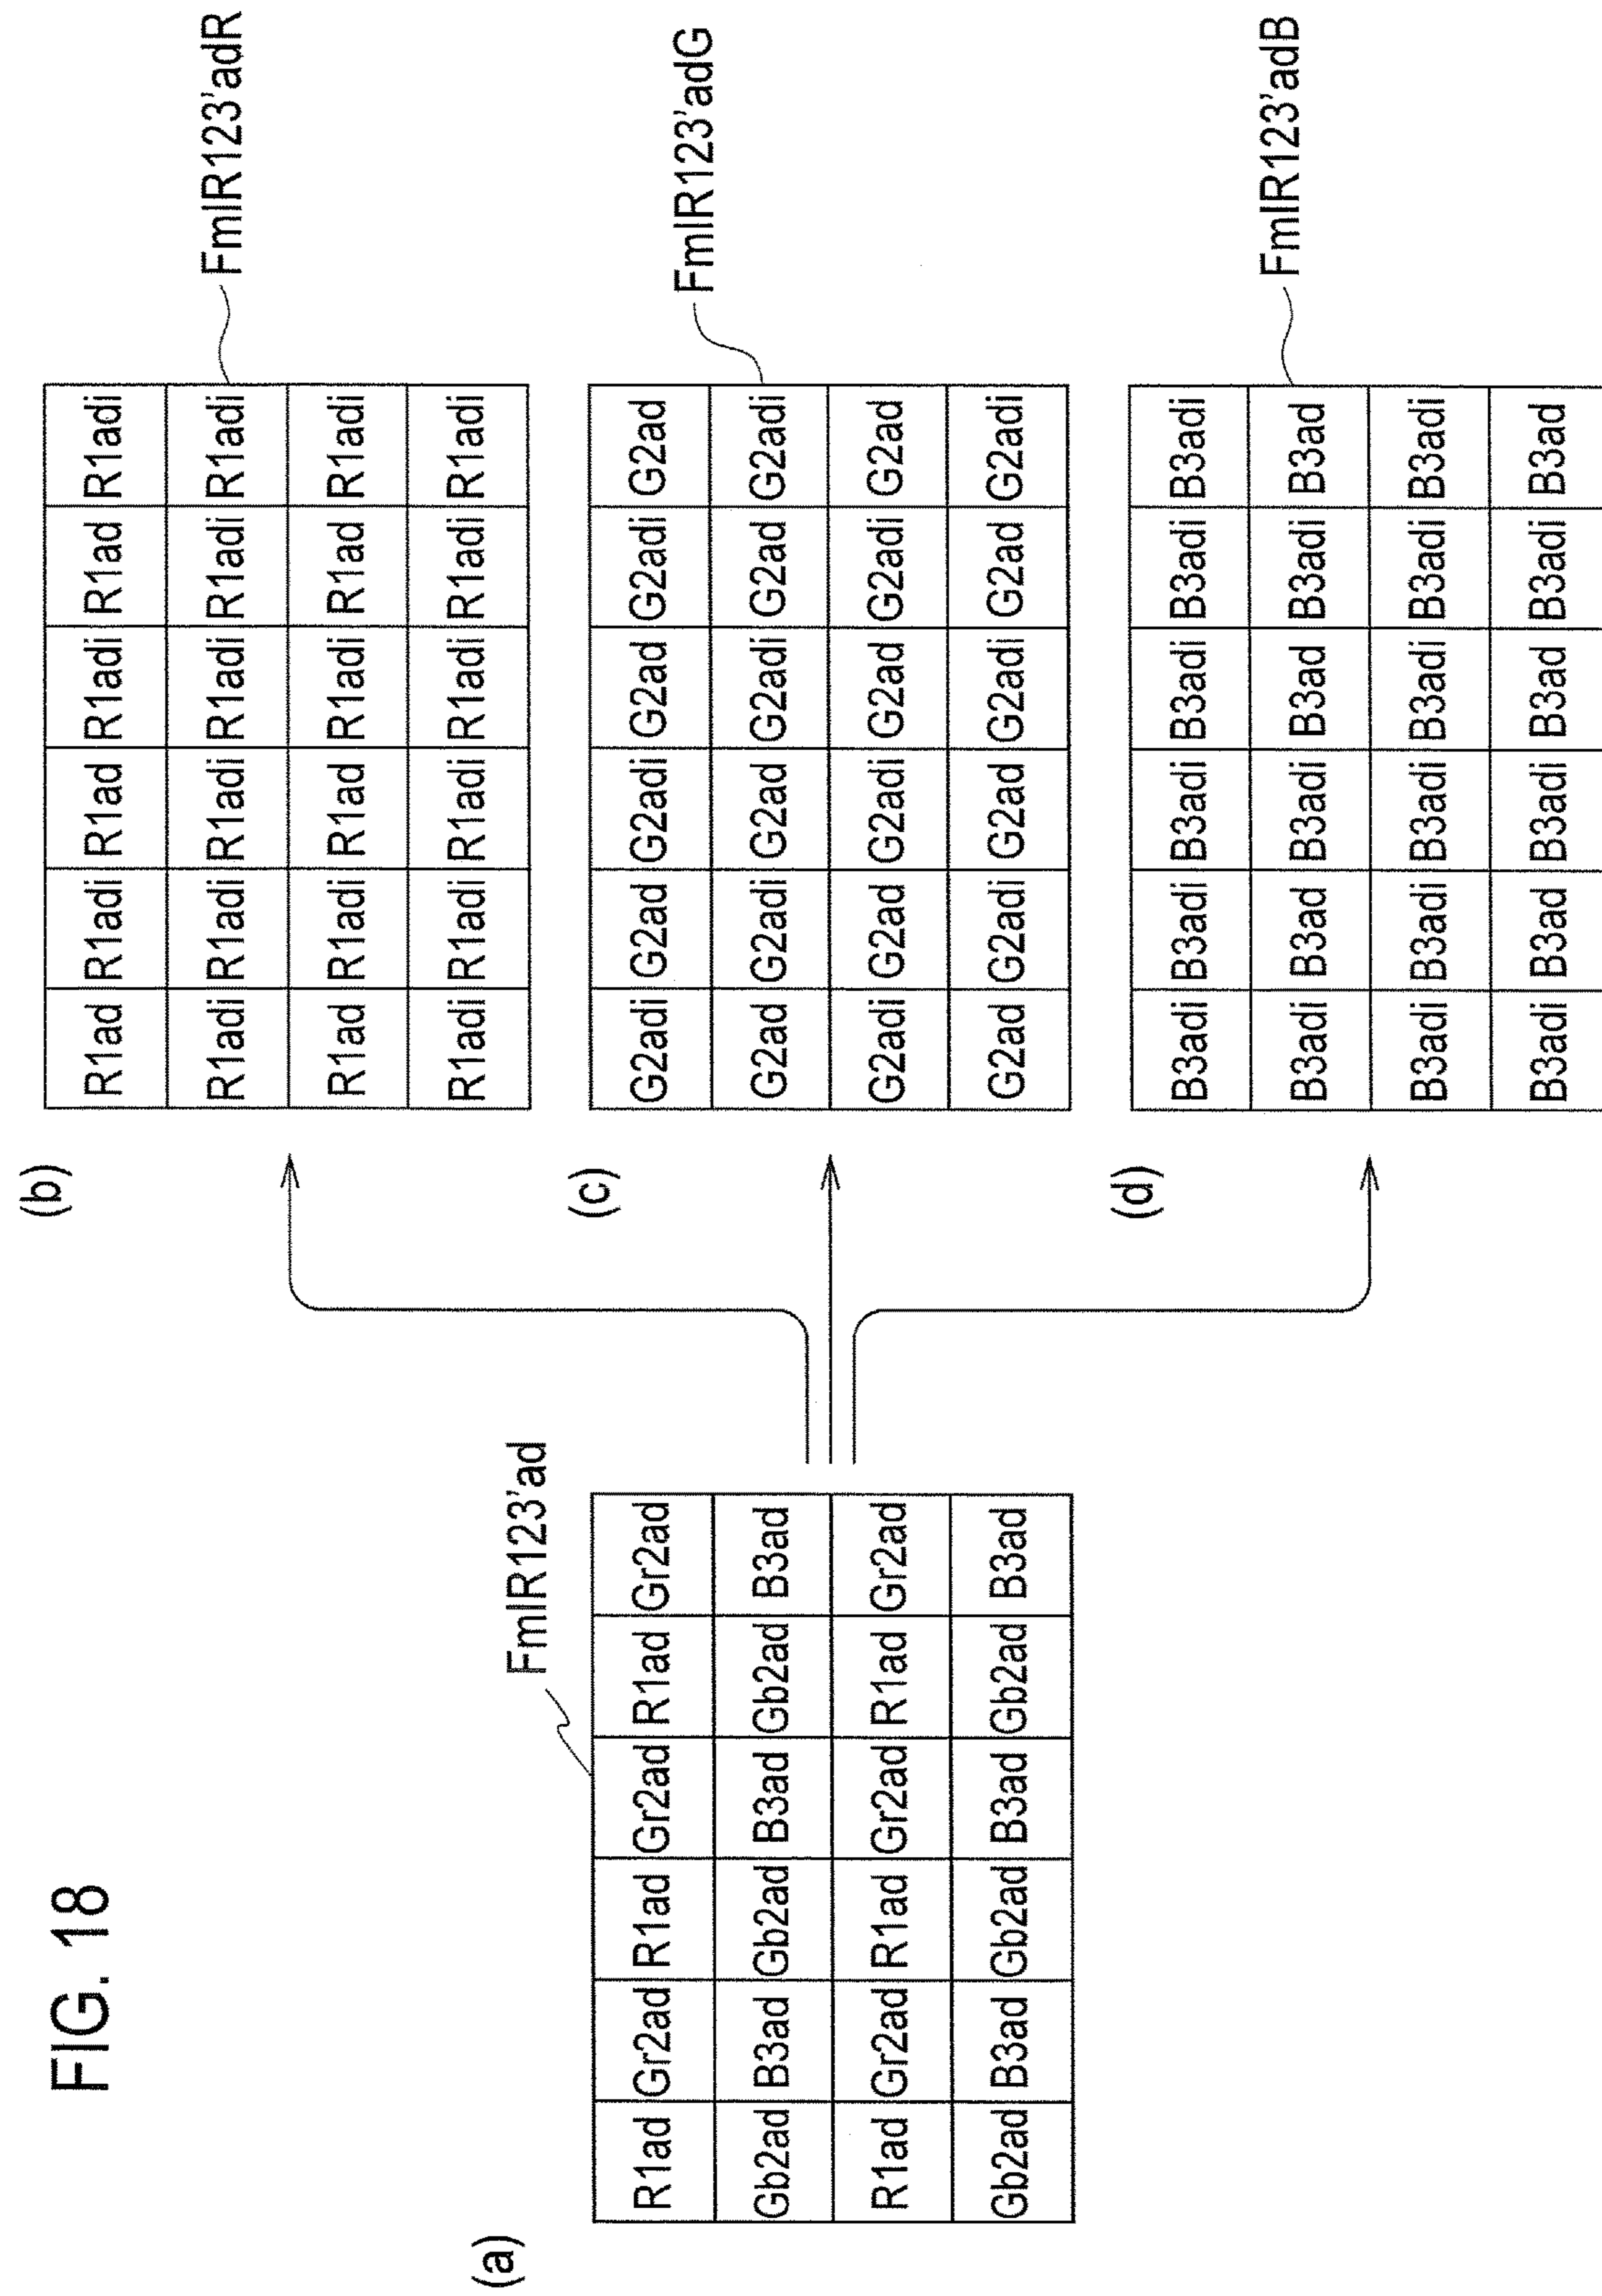 FIG. 18
(a)
FmIR123'ad
R1ad Gr2ad R1ad Gr2ad R1ad Gr2ad
Gb2ad B3ad Gb2ad B3ad Gb2ad B3ad
R1ad Gr2ad R1ad Gr2ad R1ad Gr2ad
Gb2ad B3ad Gb2ad B3ad Gb2ad B3ad
(b)
R1ad R1adi R1ad R1adi R1ad R1adi
R1adi R1adi R1adi R1adi R1adi R1adi
R1ad R1adi R1ad R1adi R1ad R1adi
R1adi R1adi R1adi R1adi R1adi R1adi
FmIR123'adR
(c)
G2adi G2ad G2adi G2ad G2adi G2ad
G2ad G2adi G2ad G2adi G2ad G2adi
G2adi G2ad G2adi G2ad G2adi G2ad
G2ad G2adi G2ad G2adi G2ad G2adi
FmIR123'adG
(d)
B3adi B3adi B3adi B3adi B3adi B3adi
B3adi B3ad B3adi B3ad B3adi B3ad
B3adi B3adi B3adi B3adi B3adi B3adi
B3adi B3ad B3adi B3ad B3adi B3ad
FmIR123'adB